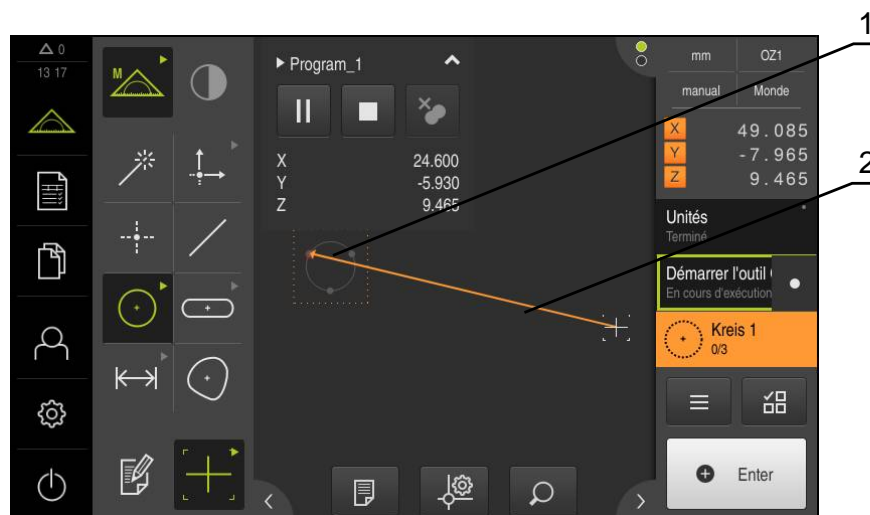 1
0
13 17
M
Program_1
X 24.600
Y -5.930
Z 9.465
mm OZ1
manual Monde
X 49.085
Y -7.965
Z 9.465
2
Unités
Terminé
Démarrer l'outil
En cours d'exécution
Kreis 1
0/3
Enter